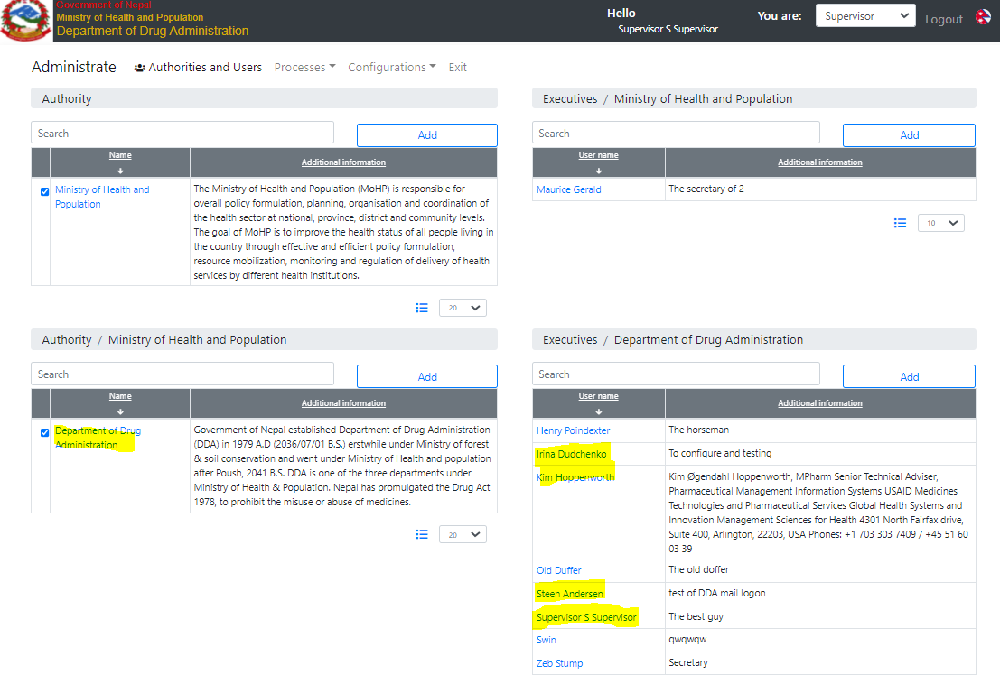 Government of Nepal
Ministry of Health and Population
Department of Drug Administration
Hello
Supervisor S Supervisor
You are:
Supervisor
Logout
Administrate
Authorities and Users
Processes
Configurations
Exit
Authority
Search
Add
Name
Additional information
Ministry of Health and
Population
The Ministry of Health and Population (MoHP) is responsible for
overall policy formulation, planning, organisation and coordination of
the health sector at national, province, district and community levels.
The goal of MoHP is to improve the health status of all people living in
the country through effective and efficient policy formulation,
resource mobilization, monitoring and regulation of delivery of health
services by different health institutions.
20
Executives / Ministry of Health and Population
Search
Add
User name
Additional information
Maurice Gerald
The secretary of 2
10
Authority / Ministry of Health and Population
Search
Add
Name
Additional information
Department of Drug
Administration
Government of Nepal established Department of Drug Administration
(DDA) in 1979 A.D (2036/07/01 B.S.) erstwhile under Ministry of forest
& soil conservation and went under Ministry of Health and population
after Poush, 2041 B.S. DDA is one of the three departments under
Ministry of Health & Population. Nepal has promulgated the Drug Act
1978, to prohibit the misuse or abuse of medicines.
20
Executives / Department of Drug Administration
Search
Add
User name
Additional information
Henry Poindexter
The horseman
Irina Dudchenko
To configure and testing
Kim Hoppenworth
Kim Øgendahl Hoppenworth, MPharm Senior Technical Adviser,
Pharmaceutical Management Information Systems USAID Medicines
Technologies and Pharmaceutical Services Global Health Systems and
Innovation Management Sciences for Health 4301 North Fairfax drive,
Suite 400, Arlington, 22203, USA Phones: +1 703 303 7409 / +45 51 60
03 39
Old Duffer
The old doffer
Steen Andersen
test of DDA mail logon
Supervisor S Supervisor
The best guy
Swin
qwqwqw
Zeb Stump
Secretary